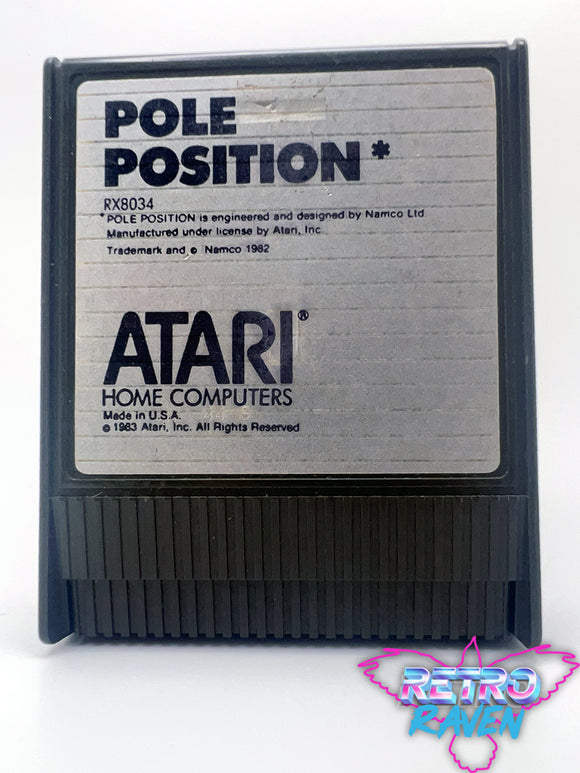 POLE
POSITION*
RX8034
*POLE POSITION is engineered and designed by Namco Ltd
Manufactured under license by Atari, Inc.
Trademark and © Namco 1982
ATARI®
HOME COMPUTERS
Made in U.S.A.
© 1983 Atari, Inc. All Rights Reserved
RETRO
RAVEN